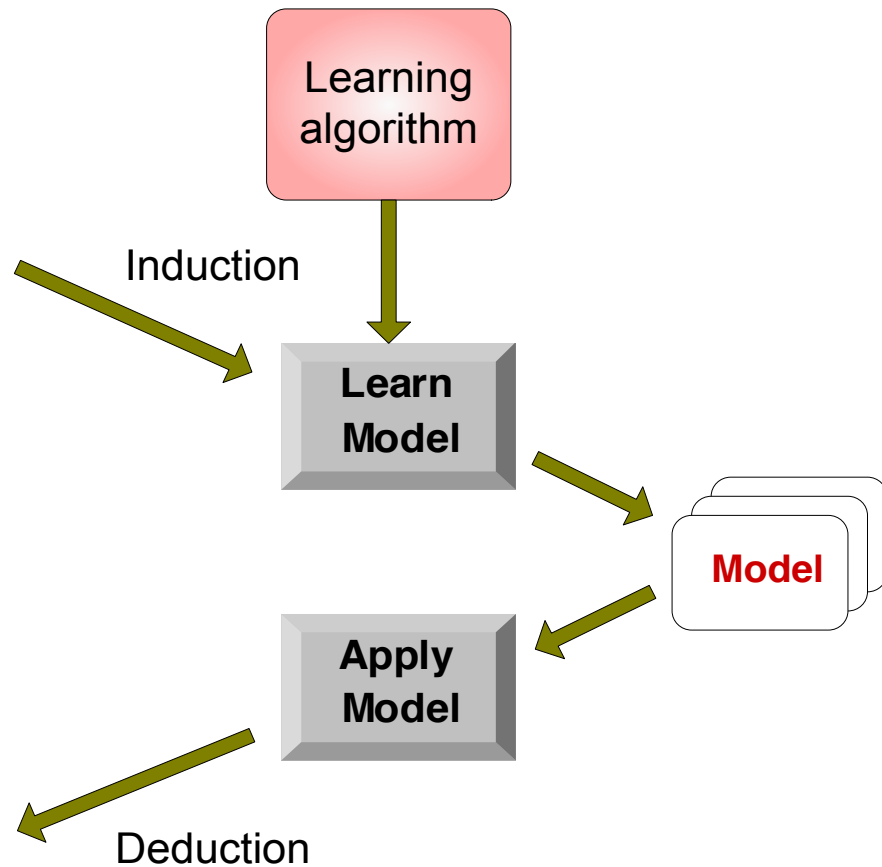 Learning
algorithm
Induction
Learn
Model
Model
Apply
Model
Deduction